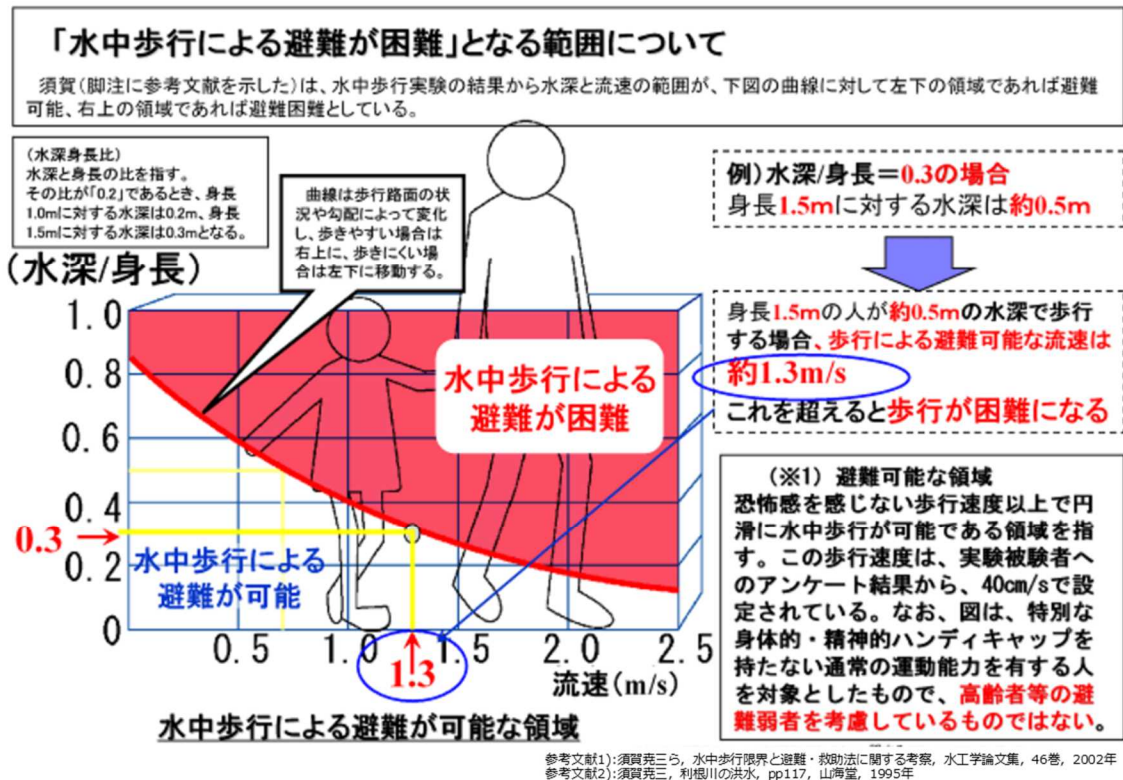 「水中歩行による避難が困難」となる範囲について
須賀(脚注に参考文献を示した)は、水中歩行実験の結果から水深と流速の範囲が、下図の曲線に対して左下の領域であれば避難
可能、右上の領域であれば避難困難としている。
(水深身長比)
水深と身長の比を指す。
その比が「0.2」であるとき、身長
1.0mに対する水深は0.2m、身長
1.5mに対する水深は0.3mとなる。
曲線は歩行路面の状
況や勾配によって変化
し、歩きやすい場合は
右上に、歩きにくい場
合は左下に移動する。
(水深/身長)
1.0
0.8
0.6
0.4
0.3
0.2
0
水中歩行による
避難が困難
水中歩行による
避難が可能
0.5
1.0
1.3
1.5
2.0
2.5
流速(m/s)
水中歩行による避難が可能な領域
例)水深/身長=0.3の場合
身長1.5mに対する水深は約0.5m
身長1.5mの人が約0.5mの水深で歩行
する場合、歩行による避難可能な流速は
約1.3m/s
これを超えると歩行が困難になる
(※1)避難可能な領域
恐怖感を感じない歩行速度以上で円
滑に水中歩行が可能である領域を指
す。この歩行速度は、実験被験者へ
のアンケート結果から、40cm/sで設
定されている。なお、図は、特別な
身体的・精神的ハンディキャップを
持たない通常の運動能力を有する人
を対象としたもので、高齢者等の避
難弱者を考慮しているものではない。
参考文献1):須賀尭三ら, 水中歩行限界と避難・救助法に関する考察, 水工学論文集, 46巻, 2002年
参考文献2):須賀尭三, 利根川の洪水, pp117, 山海堂, 1995年